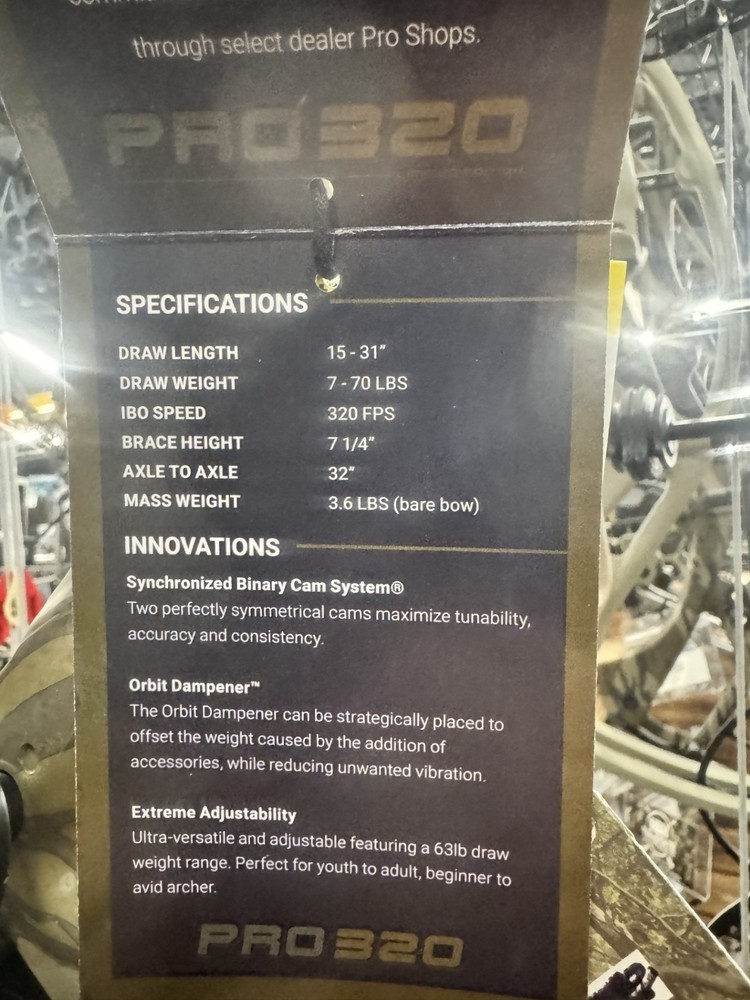 through select dealer Pro Shops.
PRO 320
SPECIFICATIONS
DRAW LENGTH 15 - 31”
DRAW WEIGHT 7 - 70 LBS
IBO SPEED 320 FPS
BRACE HEIGHT 7 1/4”
AXLE TO AXLE 32”
MASS WEIGHT 3.6 LBS (bare bow)
INNOVATIONS
Synchronized Binary Cam System®
Two perfectly symmetrical cams maximize tunability,
accuracy and consistency.
Orbit Dampener™
The Orbit Dampener can be strategically placed to
offset the weight caused by the addition of
accessories, while reducing unwanted vibration.
Extreme Adjustability
Ultra-versatile and adjustable featuring a 63lb draw
weight range. Perfect for youth to adult, beginner to
avid archer.
PRO 320